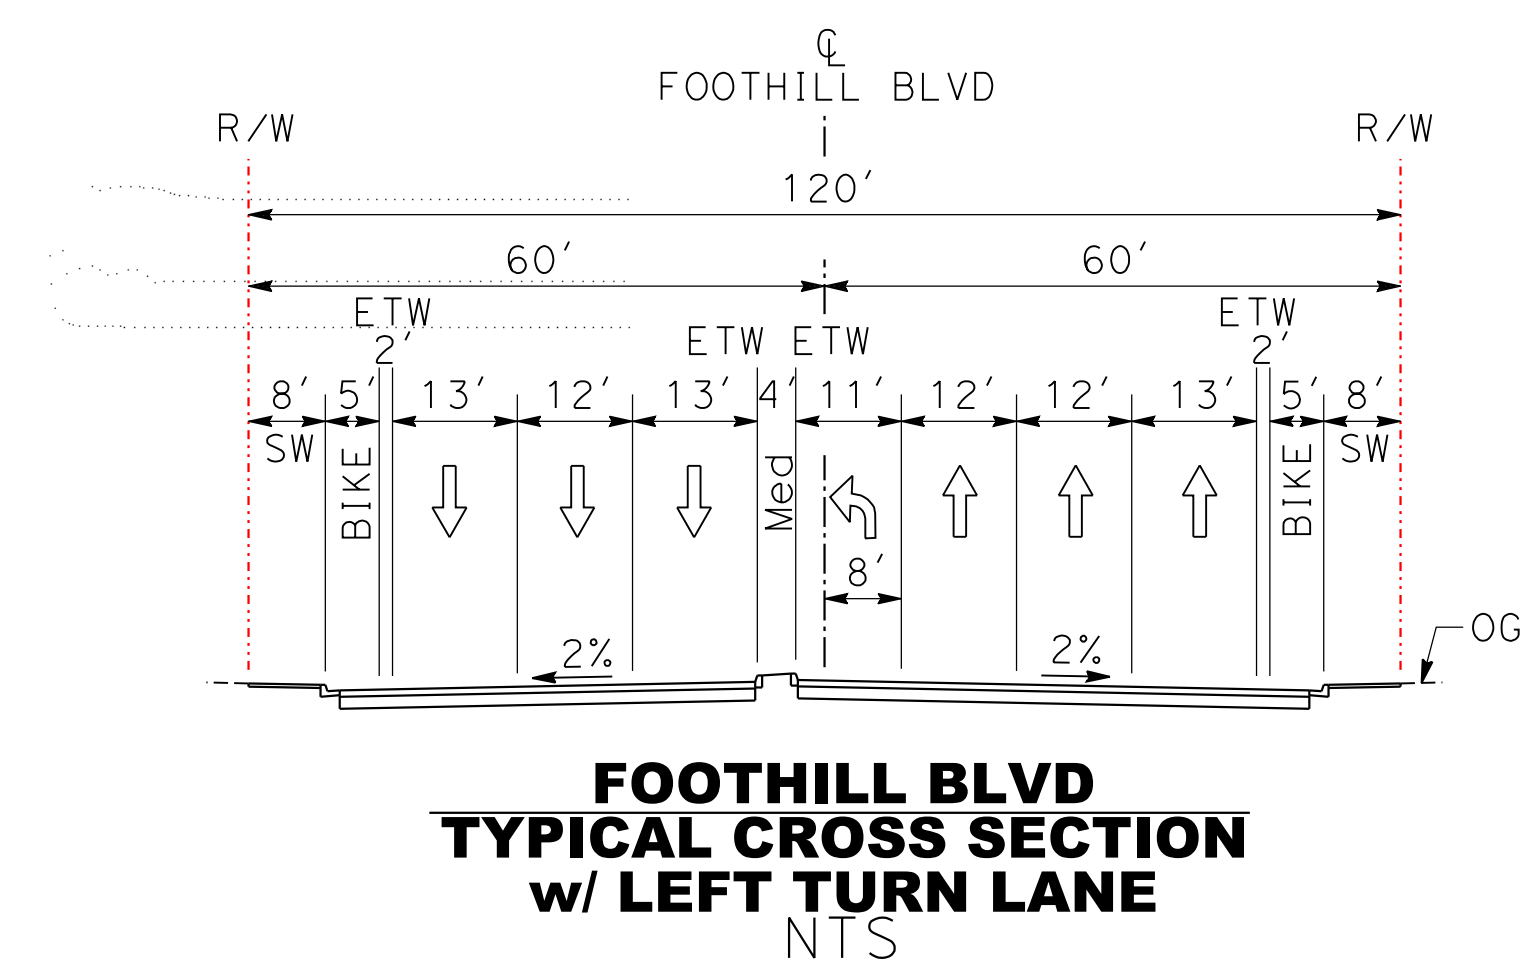 ℄
FOOTHILL BLVD
R/W R/W
120'
60' 60'
ETW ETW
2' 2'
ETW ETW
8' 5' 13' 12' 13' 4' 11' 12' 12' 13' 5' 8'
SW SW
BIKE Med BIKE
8'
OG
2% 2%
FOOTHILL BLVD
TYPICAL CROSS SECTION
w/ LEFT TURN LANE
NTS